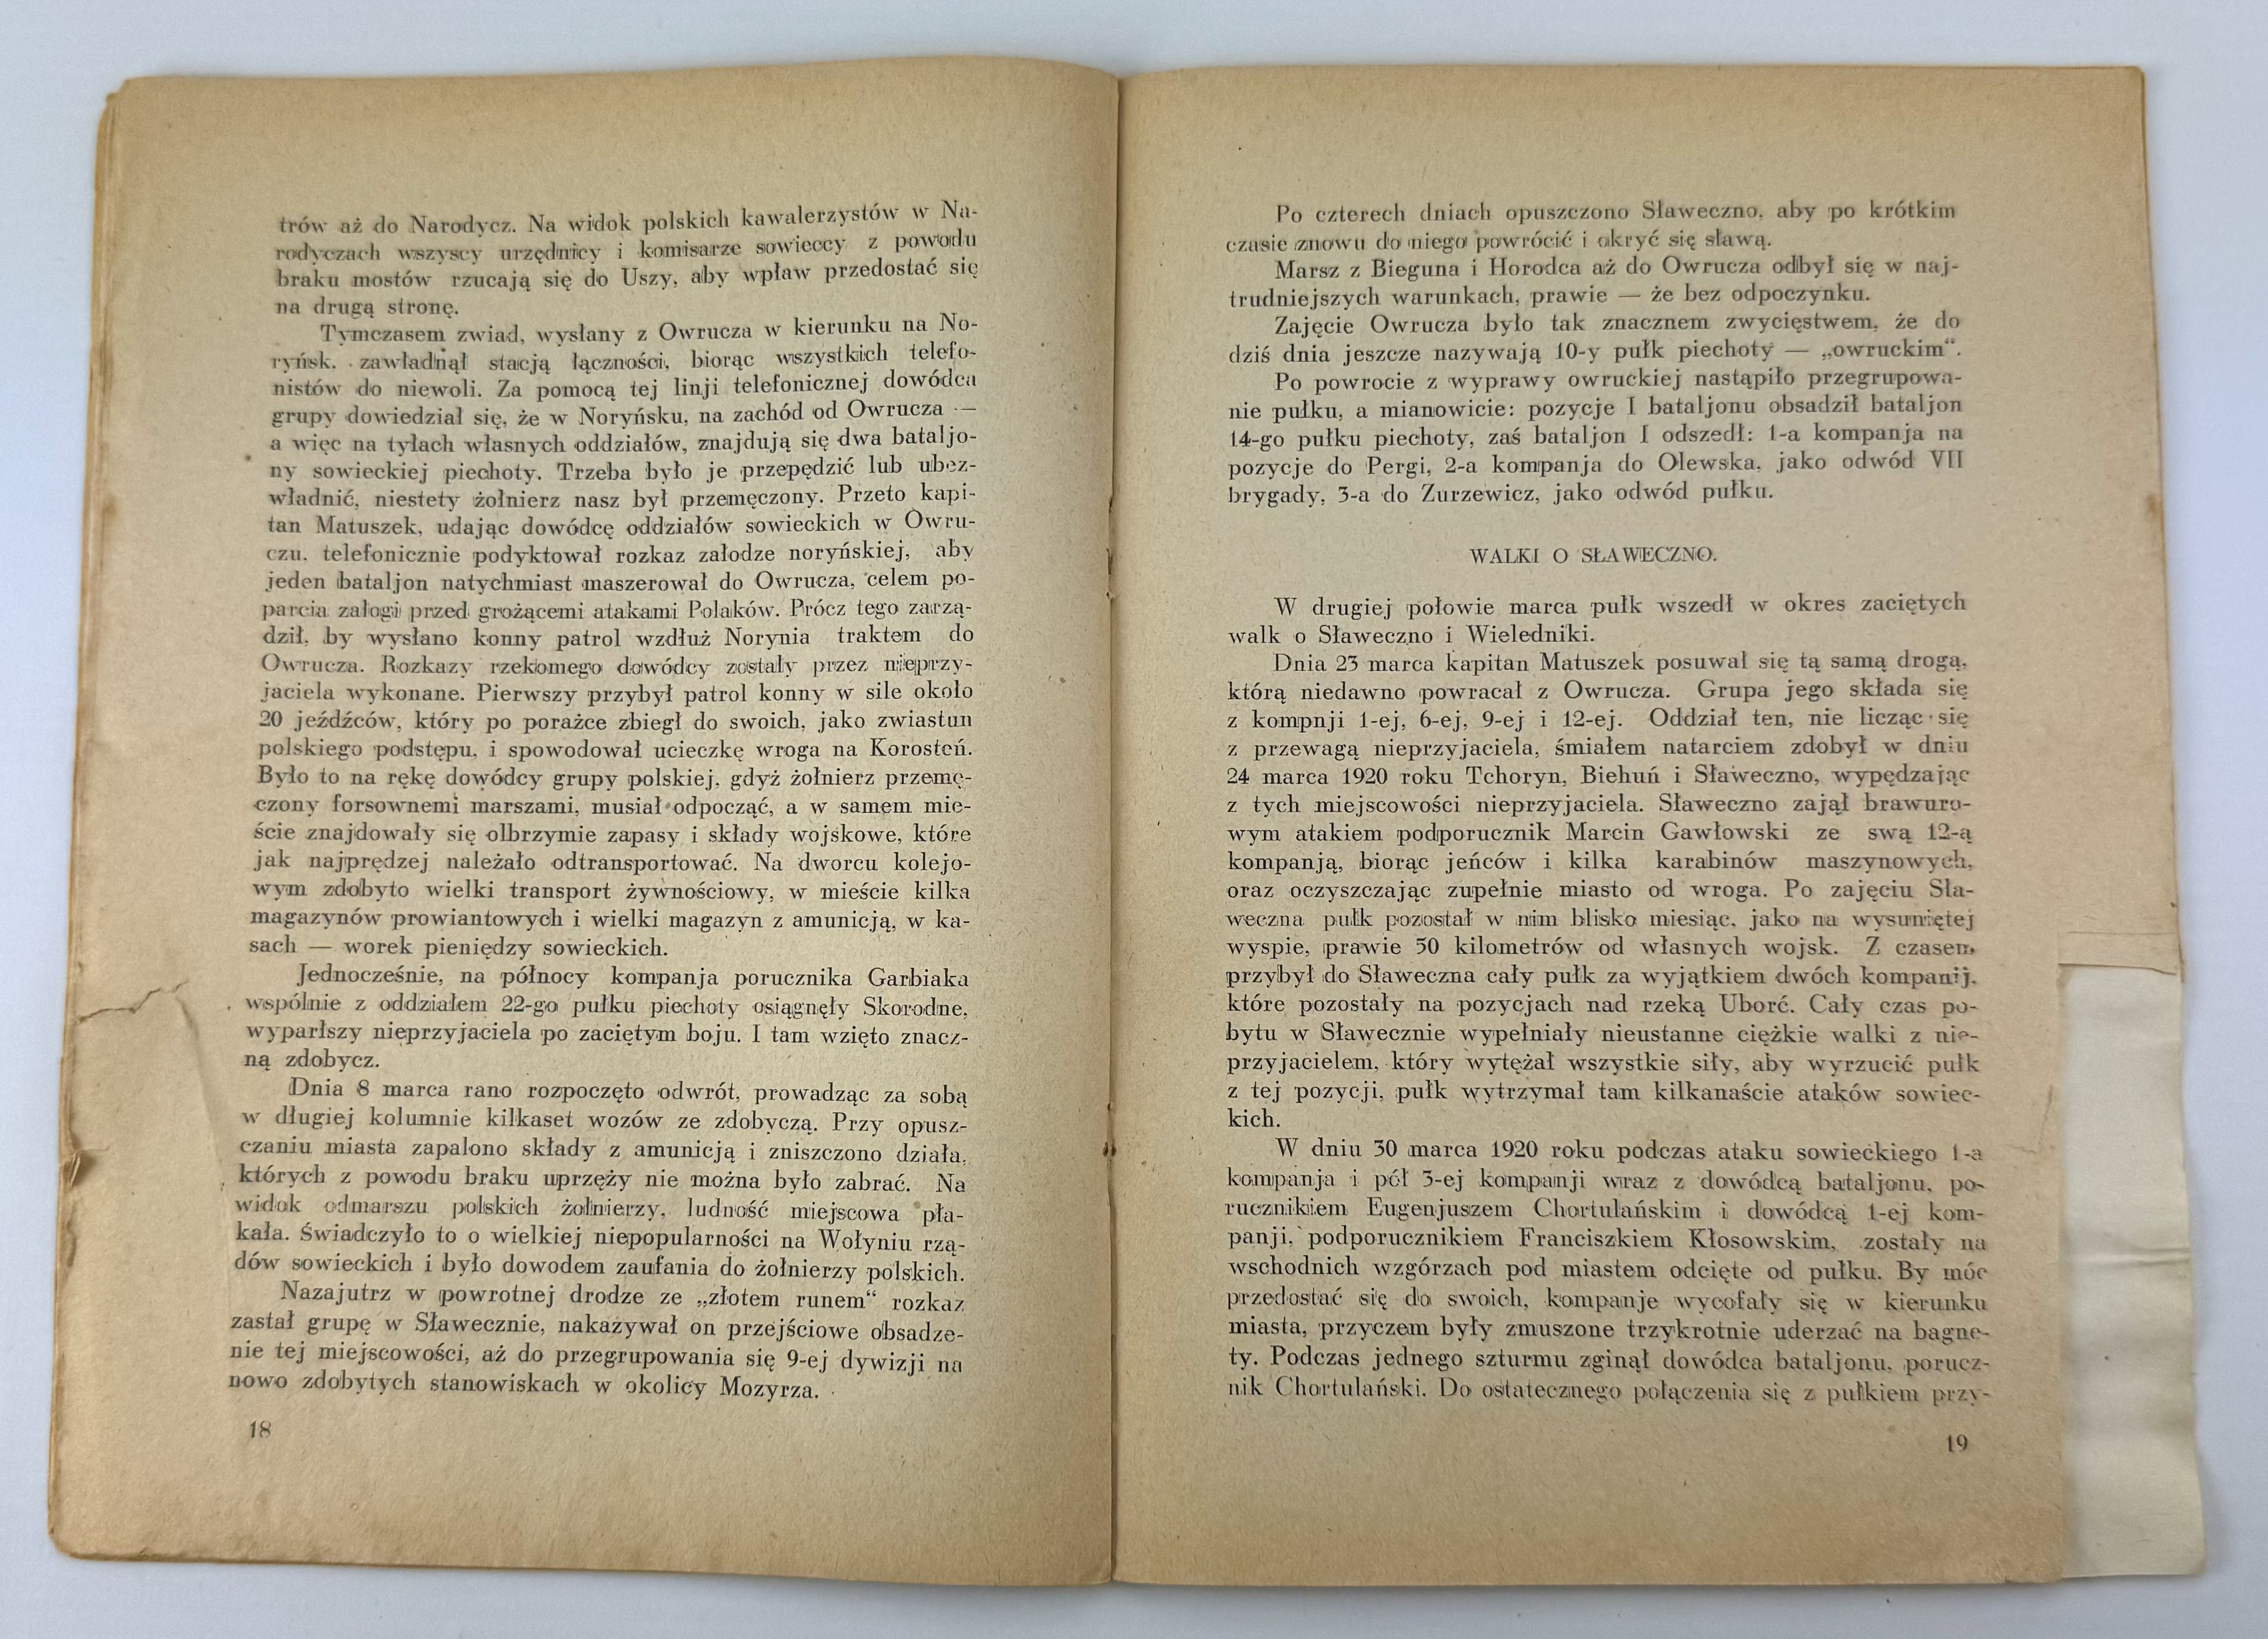 trów aż do Narodycz. Na widok polskich kawalerzystów w Na-
rodyczach wszyscy urzędnicy i komisarze sowieccy z powodu
braku mostów rzucają się do Uszy, aby wpław przedostać się
na drugą stronę.
Tymczasem zwiad, wysłany z Owrucza w kierunku na No-
ryńsk, zawładnął stacją łączności, biorąc wszystkich telefo-
nistów do niewoli. Za pomocą tej linji telefonicznej dowódca
grupy dowiedział się, że w Noryńsku, na zachód od Owrucza —
a więc na tyłach własnych oddziałów, znajdują się dwa bataljo-
ny sowieckiej piechoty. Trzeba było je przepędzić lub ubez-
władnić, niestety żołnierz nasz był przemęczony. Przeto kapi-
tan Matuszek, udając dowódcę oddziałów sowieckich w Owru-
czu, telefonicznie podyktował rozkaz załodze noryńskiej, aby
jeden bataljon natychmiast maszerował do Owrucza, celem po-
parcia załogi przed grożącemi atakami Polaków. Prócz tego zarzą-
dził, by wysłano konny patrol wzdłuż Norynia traktem do
Owrucza. Rozkazy rzekomego dowódcy zostały przez nieprzy-
jaciela wykonane. Pierwszy przybył patrol konny w sile około
20 jeźdźców, który po porażce zbiegł do swoich, jako zwiastun
polskiego podstępu, i spowodował ucieczkę wroga na Korosteń.
Było to na rękę dowódcy grupy polskiej, gdyż żołnierz przemę-
czony forsownemi marszami, musiał odpocząć, a w samem mie-
ście znajdowały się olbrzymie zapasy i składy wojskowe, które
jak najprędzej należało odtransportować. Na dworcu kolejo-
wym zdobyto wielki transport żywnościowy, w mieście kilka
magazynów prowiantowych i wielki magazyn z amunicją, w ka-
sach — worek pieniędzy sowieckich.
Jednocześnie, na północy kompanja porucznika Garbiaka
wspólnie z oddziałem 22-go pułku piechoty osiągnęły Skorodne,
wyparłszy nieprzyjaciela po zaciętym boju. I tam wzięto znacz-
ną zdobycz.
Dnia 8 marca rano rozpoczęto odwrót, prowadząc za sobą
w długiej kolumnie kilkaset wozów ze zdobyczą. Przy opusz-
czaniu miasta zapalono składy z amunicją i zniszczono działa,
których z powodu braku uprzęży nie można było zabrać. Na
widok odmarszu polskich żołnierzy, ludność miejscowa pła-
kała. Świadczyło to o wielkiej niepopularności na Wołyniu rzą-
dów sowieckich i było dowodem zaufania do żołnierzy polskich.
Nazajutrz w powrotnej drodze ze „złotem runem“ rozkaz
zastał grupę w Sławecznie, nakazywał on przejściowe obsadze-
nie tej miejscowości, aż do przegrupowania się 9-ej dywizji na
nowo zdobytych stanowiskach w okolicy Mozyrza.
18
Po czterech dniach opuszczono Sławeczno, aby po krótkim
czasie znowu do niego powrócić i okryć się sławą.
Marsz z Bieguna i Horodca aż do Owrucza odbył się w naj-
trudniejszych warunkach, prawie — że bez odpoczynku.
Zajęcie Owrucza było tak znacznem zwycięstwem, że do
dziś dnia jeszcze nazywają 10-y pułk piechoty — „owruckim“.
Po powrocie z wyprawy owruckiej nastąpiło przegrupowa-
nie pułku, a mianowicie: pozycje I bataljonu obsadził bataljon
14-go pułku piechoty, zaś bataljon I odszedł: 1-a kompanja na
pozycje do Pergi, 2-a kompanja do Olewska, jako odwód VII
brygady, 3-a do Zurzewicz, jako odwód pułku.
WALKI O SŁAWECZNO.
W drugiej połowie marca pułk wszedł w okres zaciętych
walk o Sławeczno i Wieledniki.
Dnia 23 marca kapitan Matuszek posuwał się tą samą drogą,
którą niedawno powracał z Owrucza. Grupa jego składa się
z kompnji 1-ej, 6-ej, 9-ej i 12-ej. Oddział ten, nie licząc się
z przewagą nieprzyjaciela, śmiałem natarciem zdobył w dniu
24 marca 1920 roku Tchoryn, Biehuń i Sławeczno, wypędzając
z tych miejscowości nieprzyjaciela. Sławeczno zajął brawuro-
wym atakiem podporucznik Marcin Gawłowski ze swą 12-ą
kompanją, biorąc jeńców i kilka karabinów maszynowych,
oraz oczyszczając zupełnie miasto od wroga. Po zajęciu Sła-
weczna pułk pozostał w nim blisko miesiąc, jako na wysuniętej
wyspie, prawie 50 kilometrów od własnych wojsk. Z czasem
przybył do Sławeczna cały pułk za wyjątkiem dwóch kompanij,
które pozostały na pozycjach nad rzeką Uborć. Cały czas po-
bytu w Sławecznie wypełniały nieustanne ciężkie walki z nie-
przyjacielem, który wytężał wszystkie siły, aby wyrzucić pułk
z tej pozycji, pułk wytrzymał tam kilkanaście ataków sowiec-
kich.
W dniu 30 marca 1920 roku podczas ataku sowieckiego 1-a
kompanja i pół 3-ej kompanji wraz z dowódcą bataljonu, po-
rucznikiem Eugenjuszem Chortulańskim i dowódcą 1-ej kom-
panji, podporucznikiem Franciszkiem Kłosowskim, zostały na
wschodnich wzgórzach pod miastem odcięte od pułku. By móc
przedostać się do swoich, kompanje wycofały się w kierunku
miasta, przyczem były zmuszone trzykrotnie uderzać na bagne-
ty. Podczas jednego szturmu zginął dowódca bataljonu, porucz-
nik Chortulański. Do ostatecznego połączenia się z pułkiem przy-
19